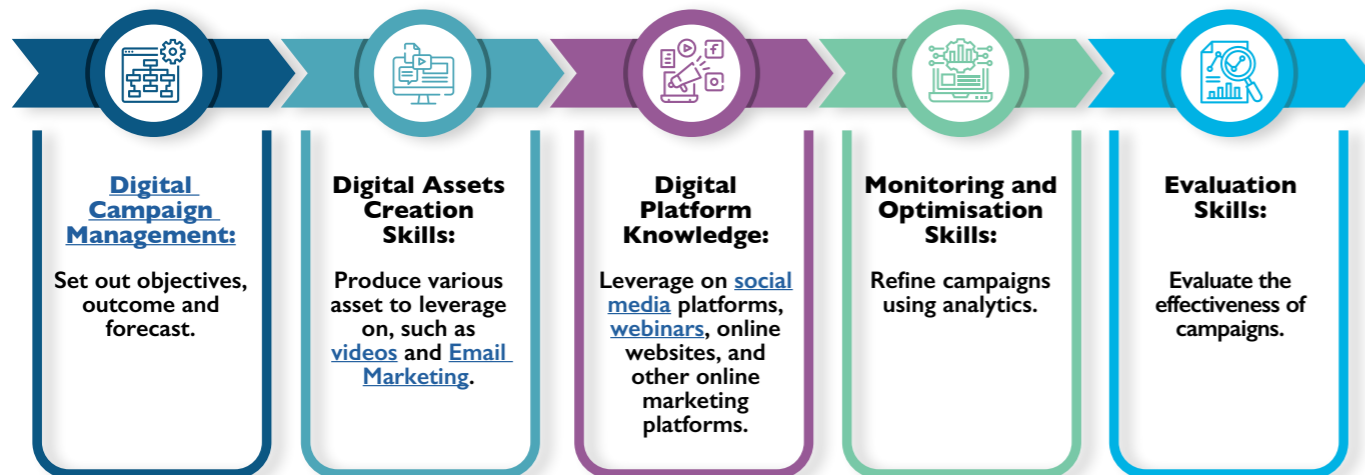 Digital
Campaign
Management:
Set out objectives,
outcome and
forecast.
Digital Assets
Creation
Skills:
Produce various
asset to leverage
on, such as
videos and Email
Marketing.
Digital
Platform
Knowledge:
Leverage on social
media platforms,
webinars, online
websites, and
other online
marketing
platforms.
Monitoring and
Optimisation
Skills:
Refine campaigns
using analytics.
Evaluation
Skills:
Evaluate the
effectiveness of
campaigns.